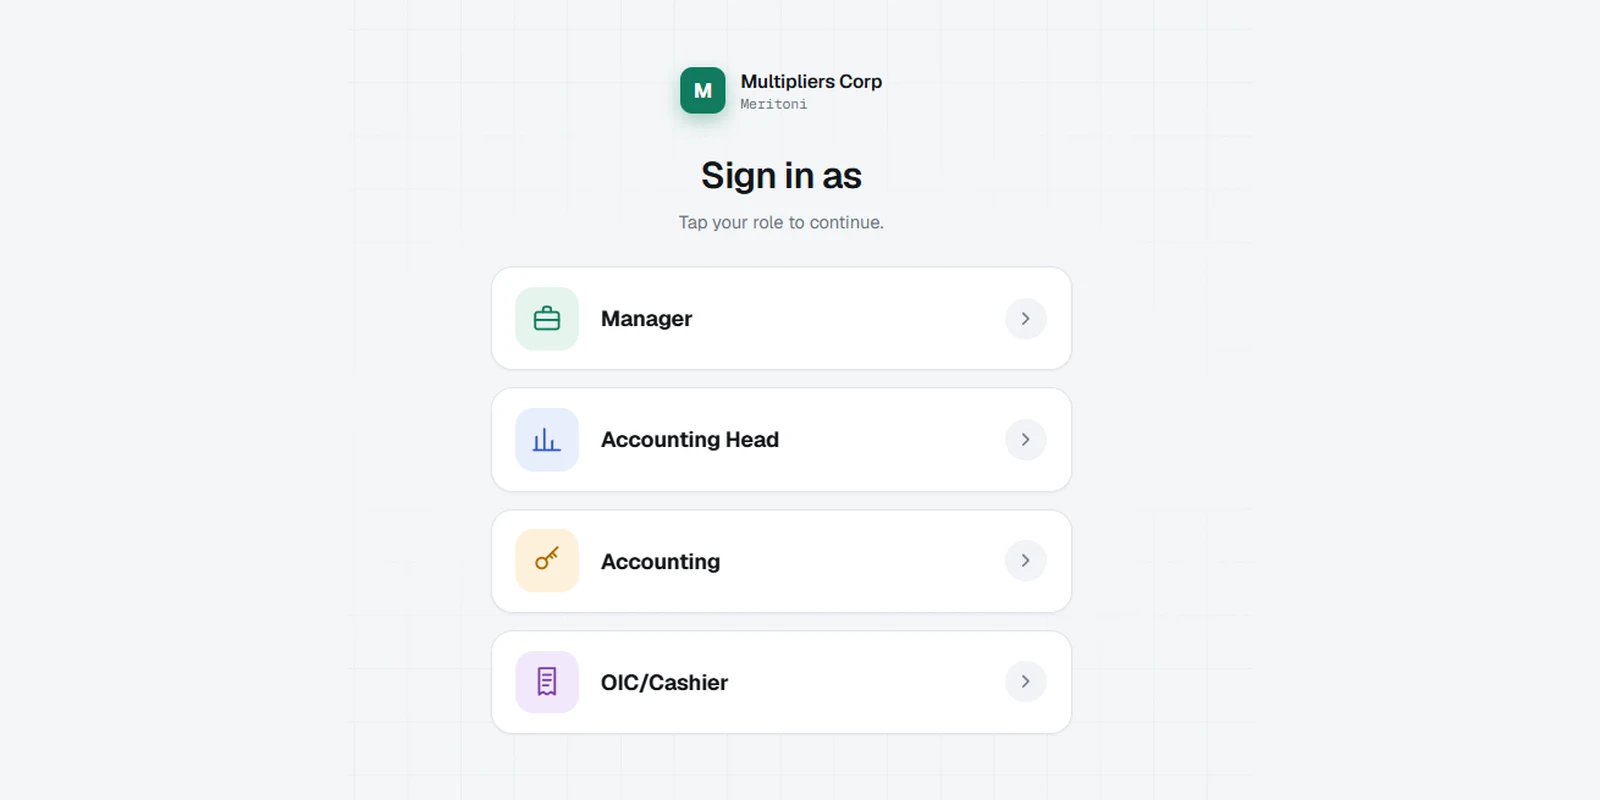 M
Multipliers Corp
Meritoni
Sign in as
Tap your role to continue.
Manager
Accounting Head
Accounting
OIC/Cashier